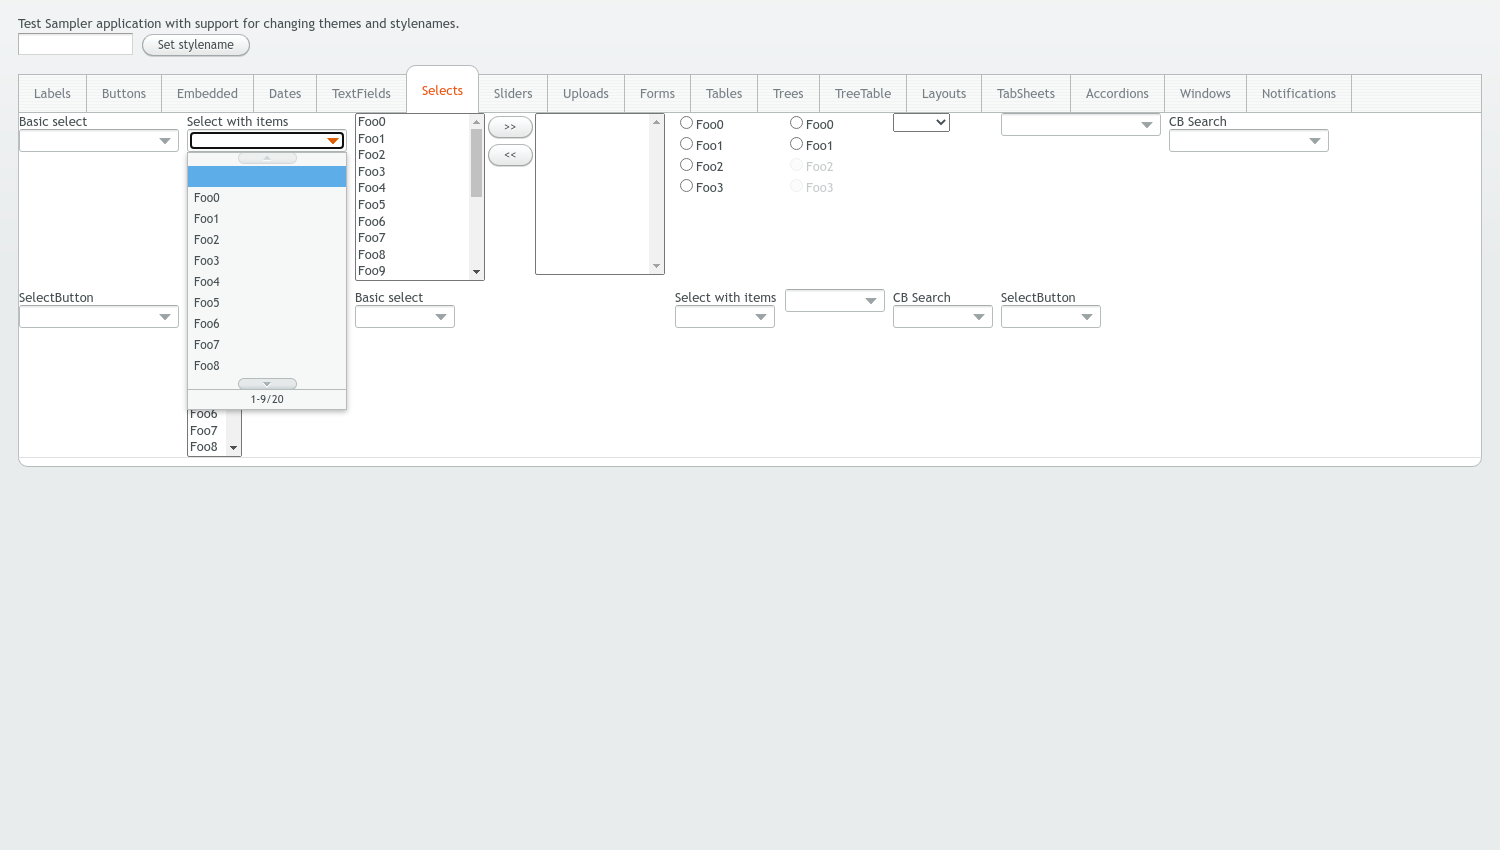 Test Sampler application with support for changing themes and stylenames.
Set stylename
Labels
Buttons
Embedded
Dates
TextFields
Selects
Sliders
Uploads
Forms
Tables
Trees
TreeTable
Layouts
TabSheets
Accordions
Windows
Notifications
Basic select
Select with items
Foo0
Foo1
Foo2
Foo3
Foo4
Foo5
Foo6
Foo7
Foo8
1-9/20
Foo0
Foo1
Foo2
Foo3
Foo4
Foo5
Foo6
Foo7
Foo8
Foo9
>>
<<
Foo0
Foo1
Foo2
Foo3
Foo0
Foo1
Foo2
Foo3
CB Search
SelectButton
Foo6
Foo7
Foo8
Basic select
Select with items
CB Search
SelectButton